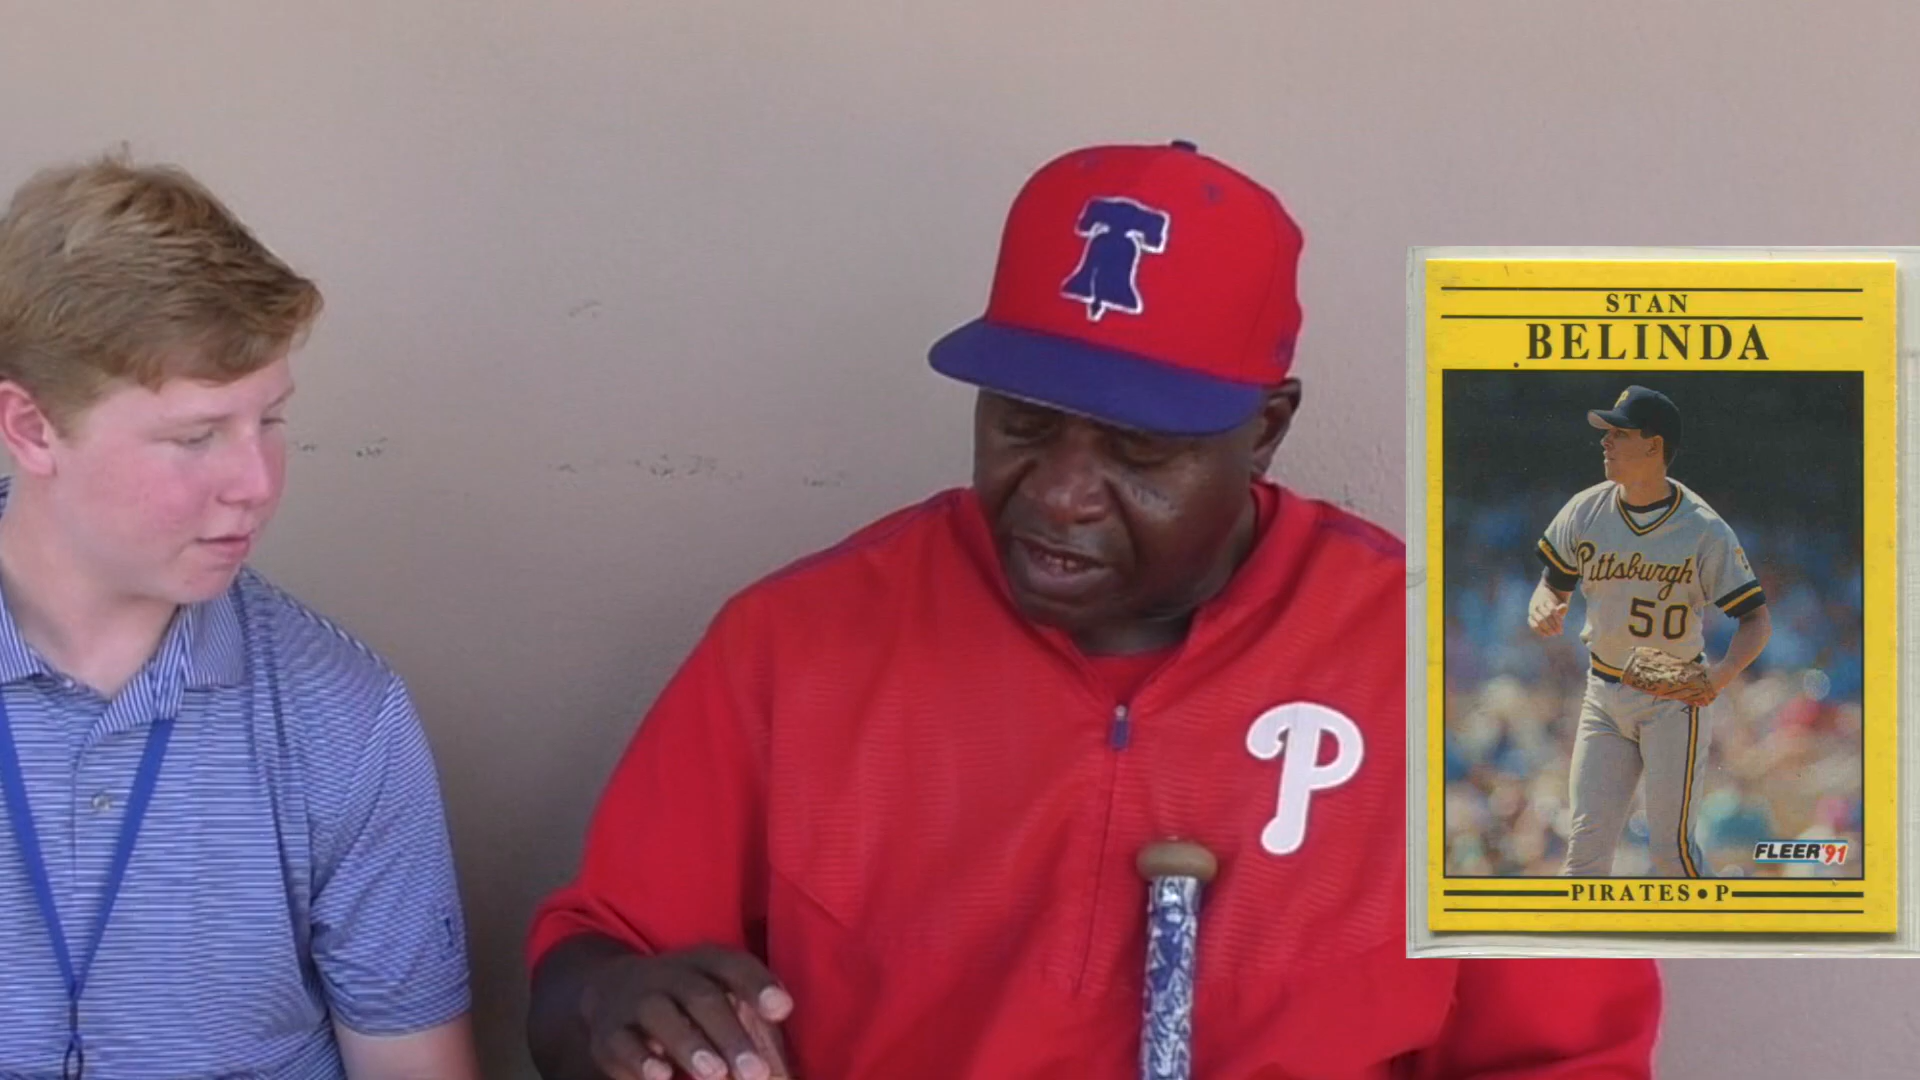 P
STAN
BELINDA
P
Pittsburgh
50
FLEER '91
PIRATES • P